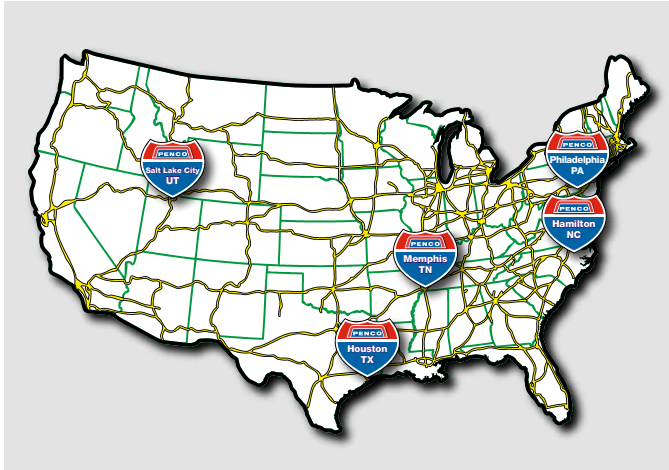 PENCO
Salt Lake City
UT
PENCO
Philadelphia
PA
PENCO
Hamilton
NC
PENCO
Memphis
TN
PENCO
Houston
TX